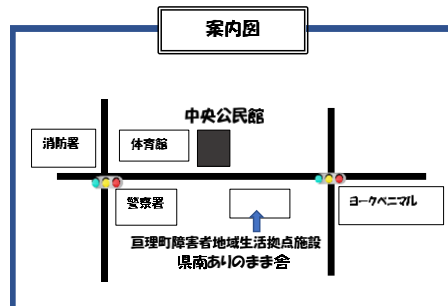 案内図
中央公民館
消防署
体育館
警察署
ヨークベニマル
亘理町障害者地域生活拠点施設
県南ありのまま舎